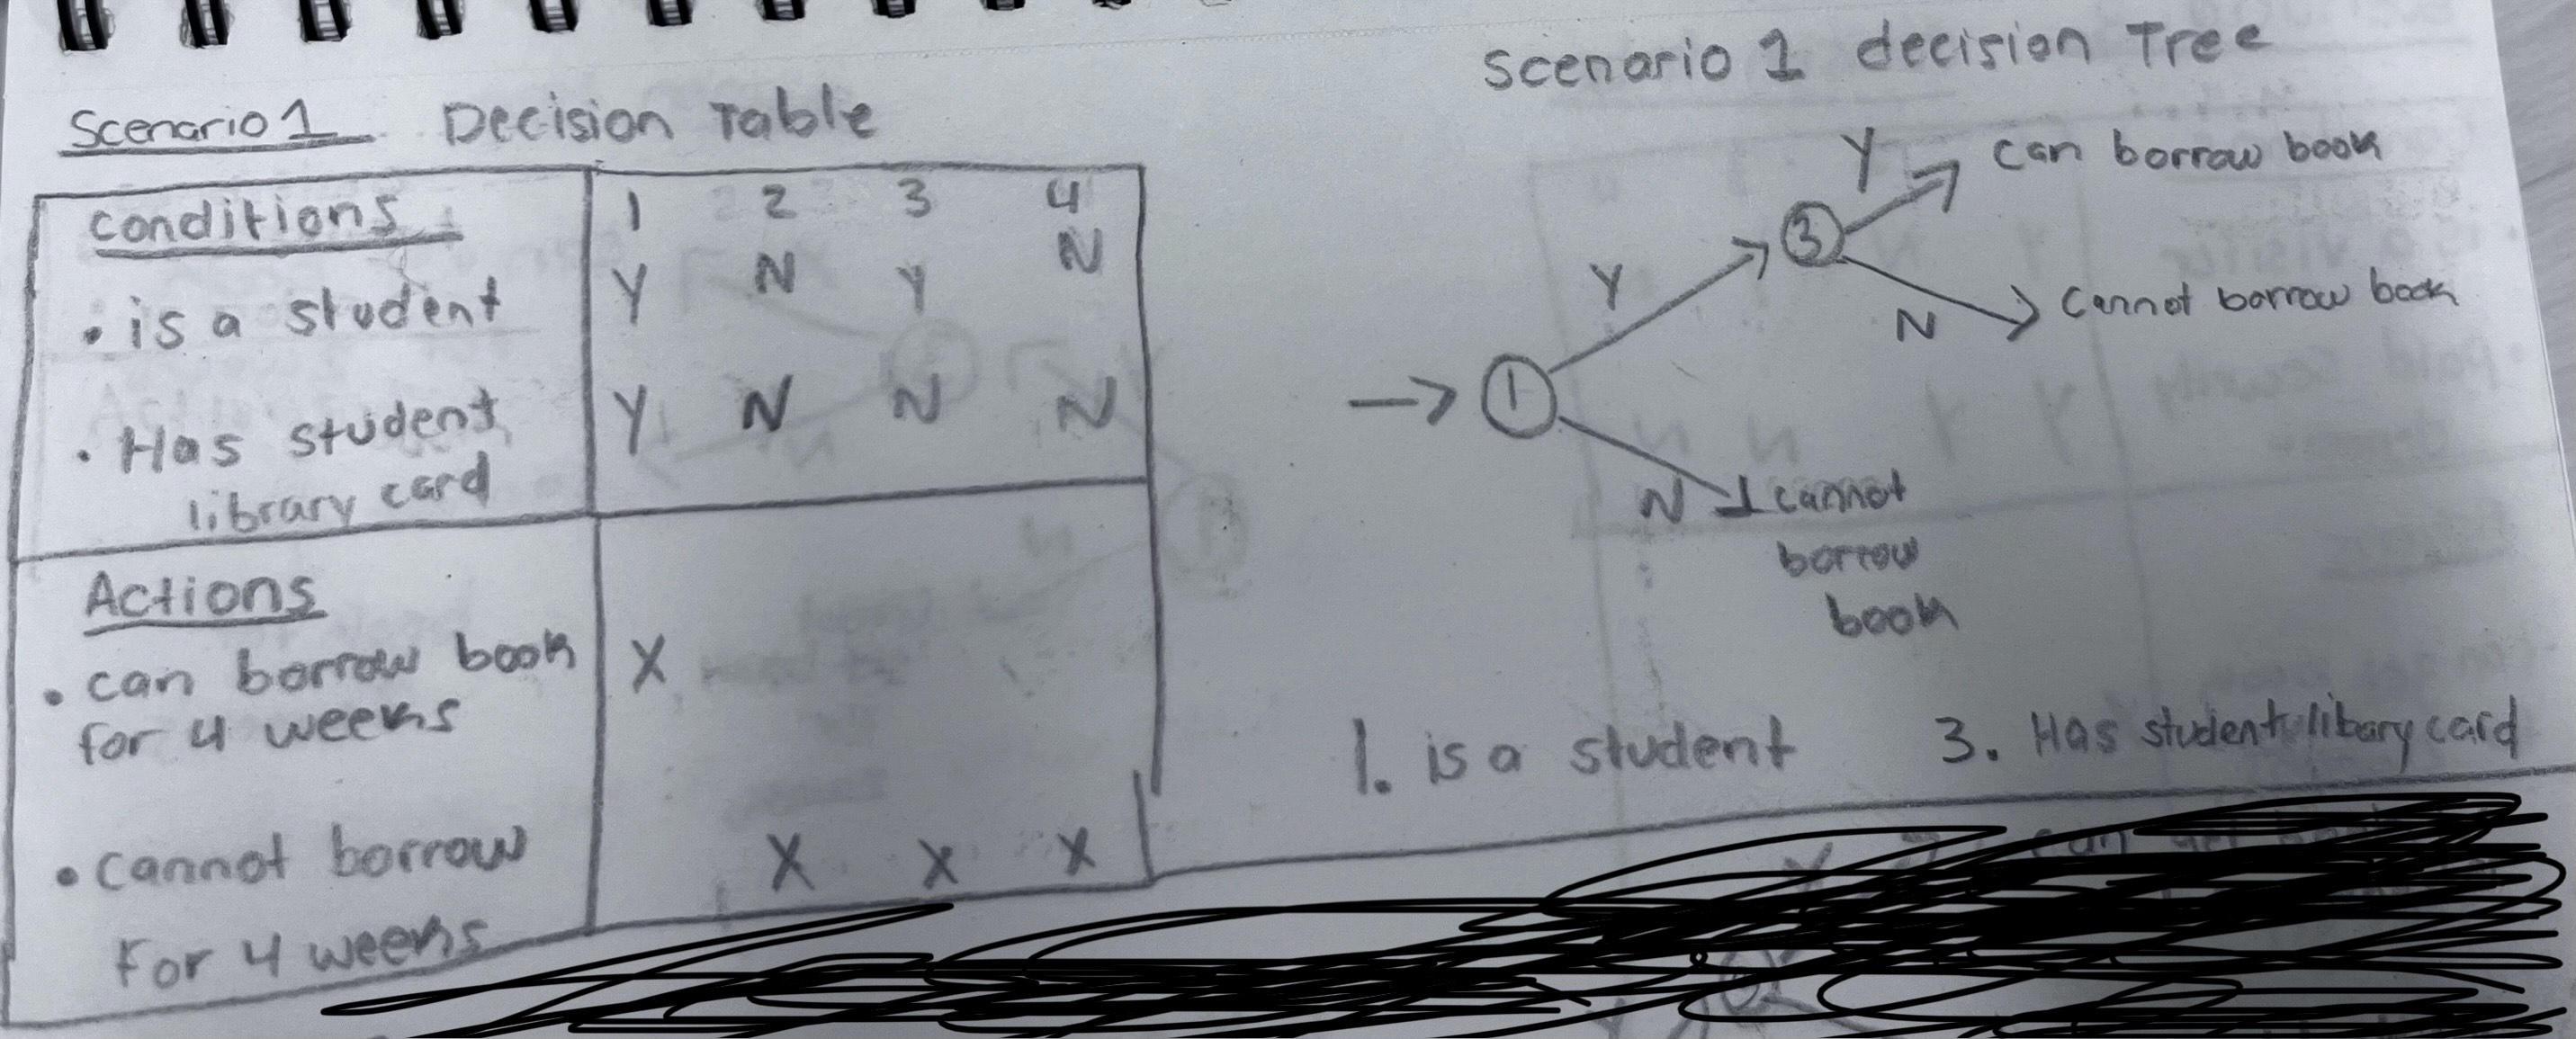 Scenario 1 Decision Table
conditions 1 2 3 4
• is a student Y N Y N
• Has student Y N N N
library card
Actions
• can borrow book X
for 4 weeks
• cannot borrow X X X
for 4 weeks
Scenario 1 decision Tree
Y can borrow book
3
Y
N cannot borrow book
→ 1
N cannot
borrow
book
1. is a student 3. Has student libary card